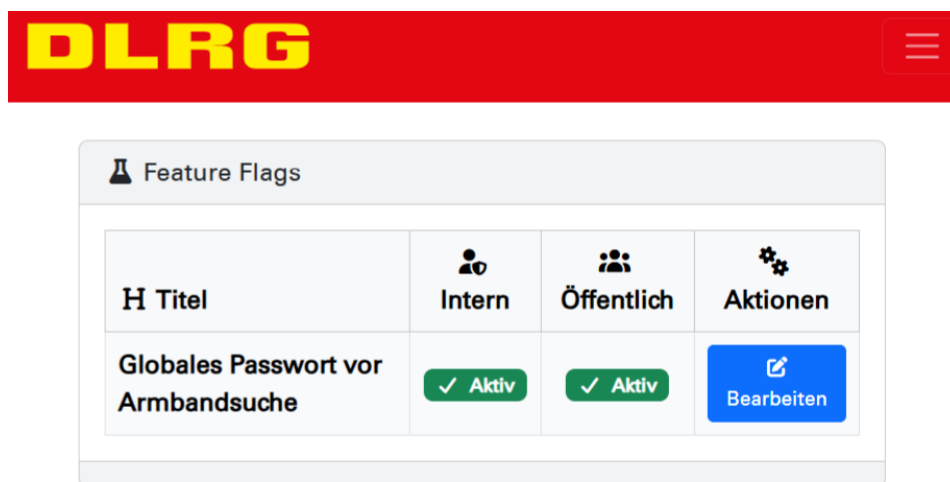 DLRG
Feature Flags
Titel
Intern
Öffentlich
Aktionen
Globales Passwort vor
Armbandsuche
Aktiv
Aktiv
Bearbeiten